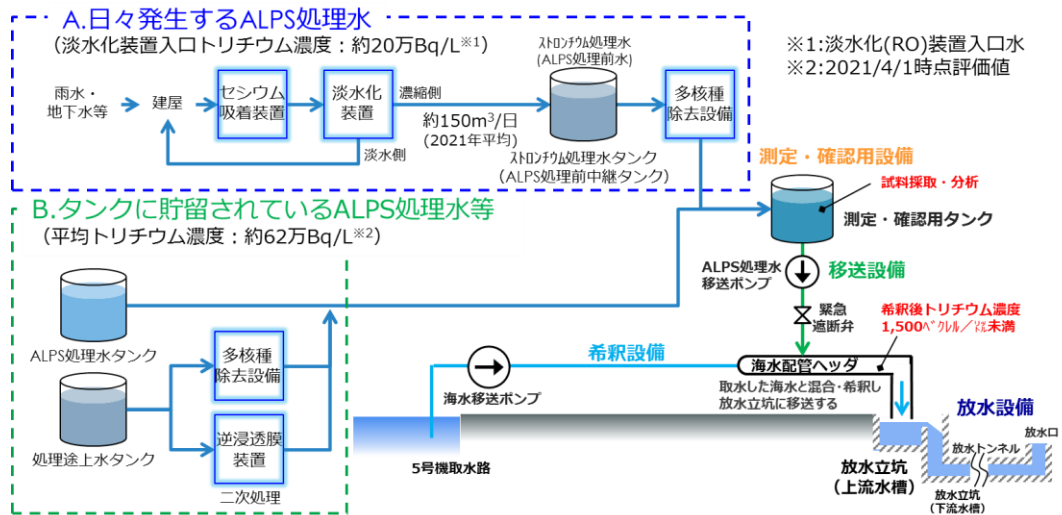 A.日々発生するALPS処理水
(淡水化装置入口トリチウム濃度：約20万Bq/L※1)
※1:淡水化(RO)装置入口水
※2:2021/4/1時点評価値
雨水・
地下水等
建屋
セシウム
吸着装置
淡水化
装置
濃縮側
淡水側
約150m³/日
(2021年平均)
ｽﾄﾛﾝﾁｳﾑ処理水
(ALPS処理前水)
ｽﾄﾛﾝﾁｳﾑ処理水タンク
(ALPS処理前中継タンク)
多核種
除去設備
測定・確認用設備
試料採取・分析
測定・確認用タンク
B.タンクに貯留されているALPS処理水等
(平均トリチウム濃度：約62万Bq/L※2)
ALPS処理水タンク
処理途上水タンク
多核種
除去設備
逆浸透膜
装置
二次処理
ALPS処理水
移送ポンプ
移送設備
緊急
遮断弁
希釈後トリチウム濃度
1,500ﾍﾞｸﾚﾙ/㍑未満
希釈設備
海水移送ポンプ
海水配管ヘッダ
取水した海水と混合・希釈し
放水立坑に移送する
5号機取水路
放水設備
放水立坑
(上流水槽)
放水トンネル
放水口
放水立坑
(下流水槽)